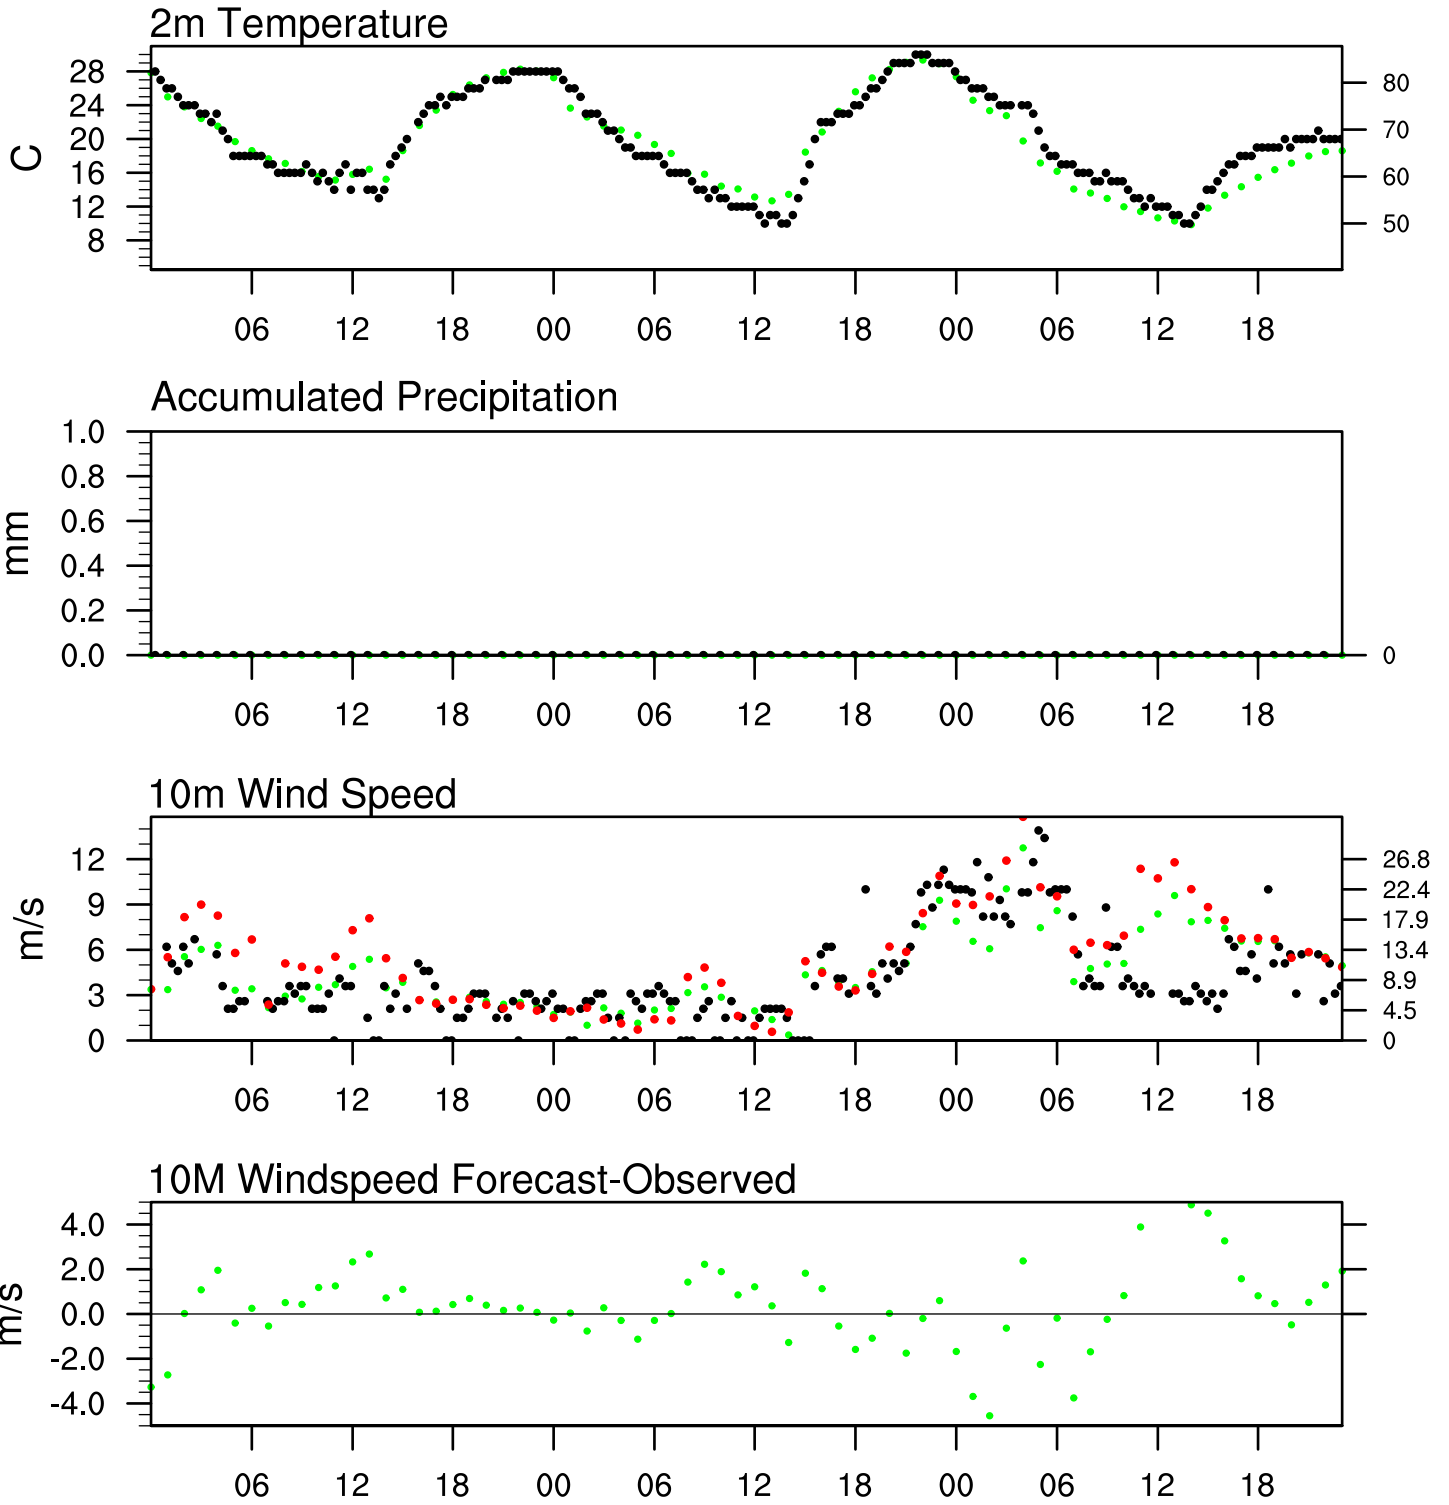 2m Temperature
28
24
20
16
12
8
C
80
70
60
50
06 12 18 00 06 12 18 00 06 12 18
Accumulated Precipitation
1.0
0.8
0.6
0.4
0.2
0.0
mm
0
06 12 18 00 06 12 18 00 06 12 18
10m Wind Speed
12
9
6
3
0
m/s
26.8
22.4
17.9
13.4
8.9
4.5
0
06 12 18 00 06 12 18 00 06 12 18
10M Windspeed Forecast-Observed
4.0
2.0
0.0
-2.0
-4.0
m/s
06 12 18 00 06 12 18 00 06 12 18